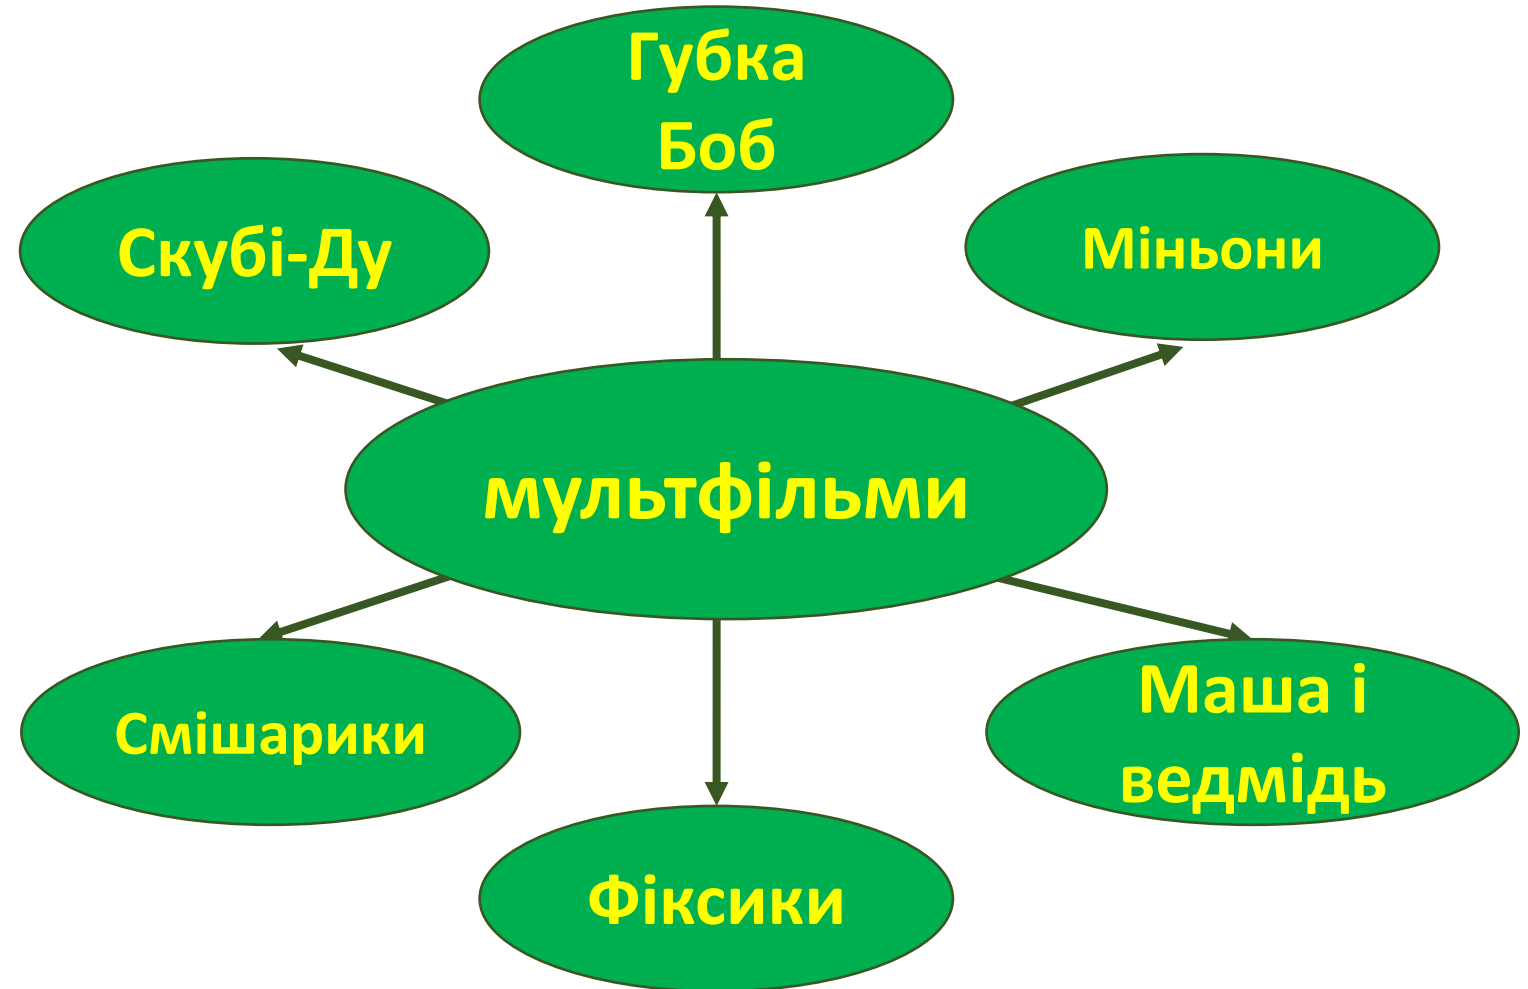 Губка
Боб
Скубі-Ду
Міньони
мультфільми
Смішарики
Маша і
ведмідь
Фіксики